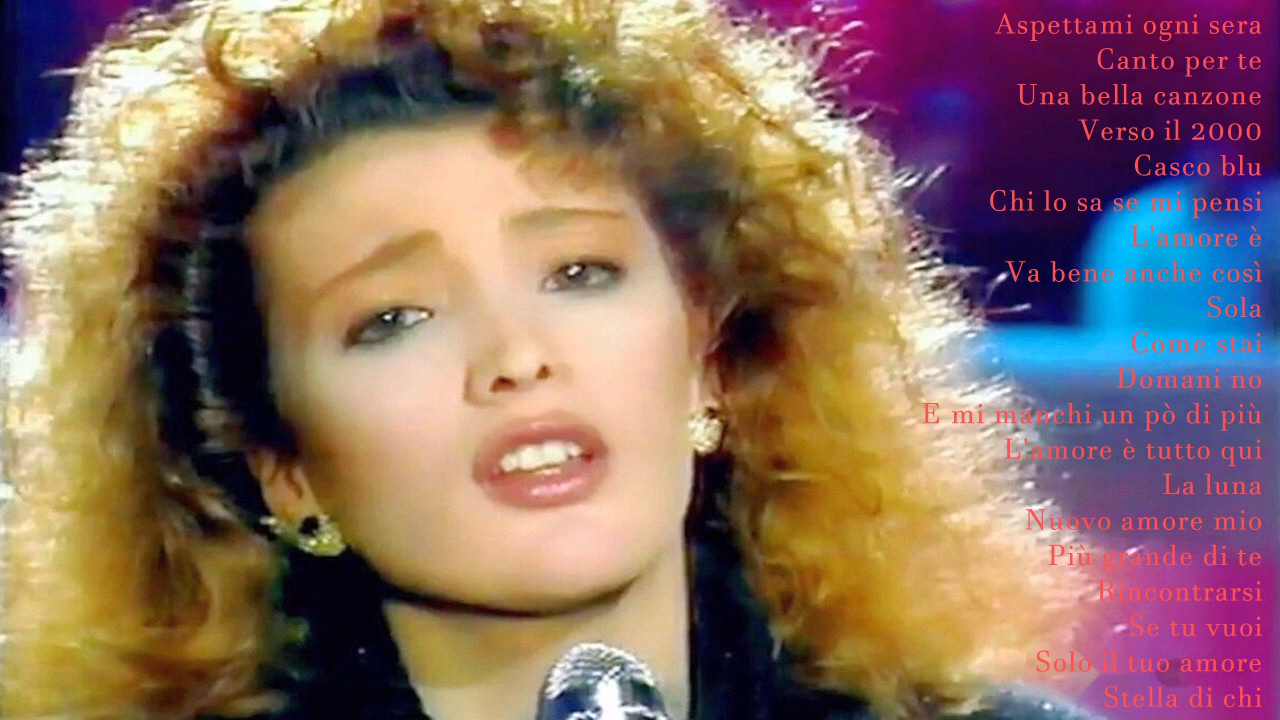 Aspettami ogni sera
Canto per te
Una bella canzone
Verso il 2000
Casco blu
Chi lo sa se mi pensi
L'amore è
Va bene anche così
Sola
Come stai
Domani no
E mi manchi un pò di più
L'amore è tutto qui
La luna
Nuovo amore mio
Più grande di te
Rincontrarsi
Se tu vuoi
Solo il tuo amore
Stella di chi